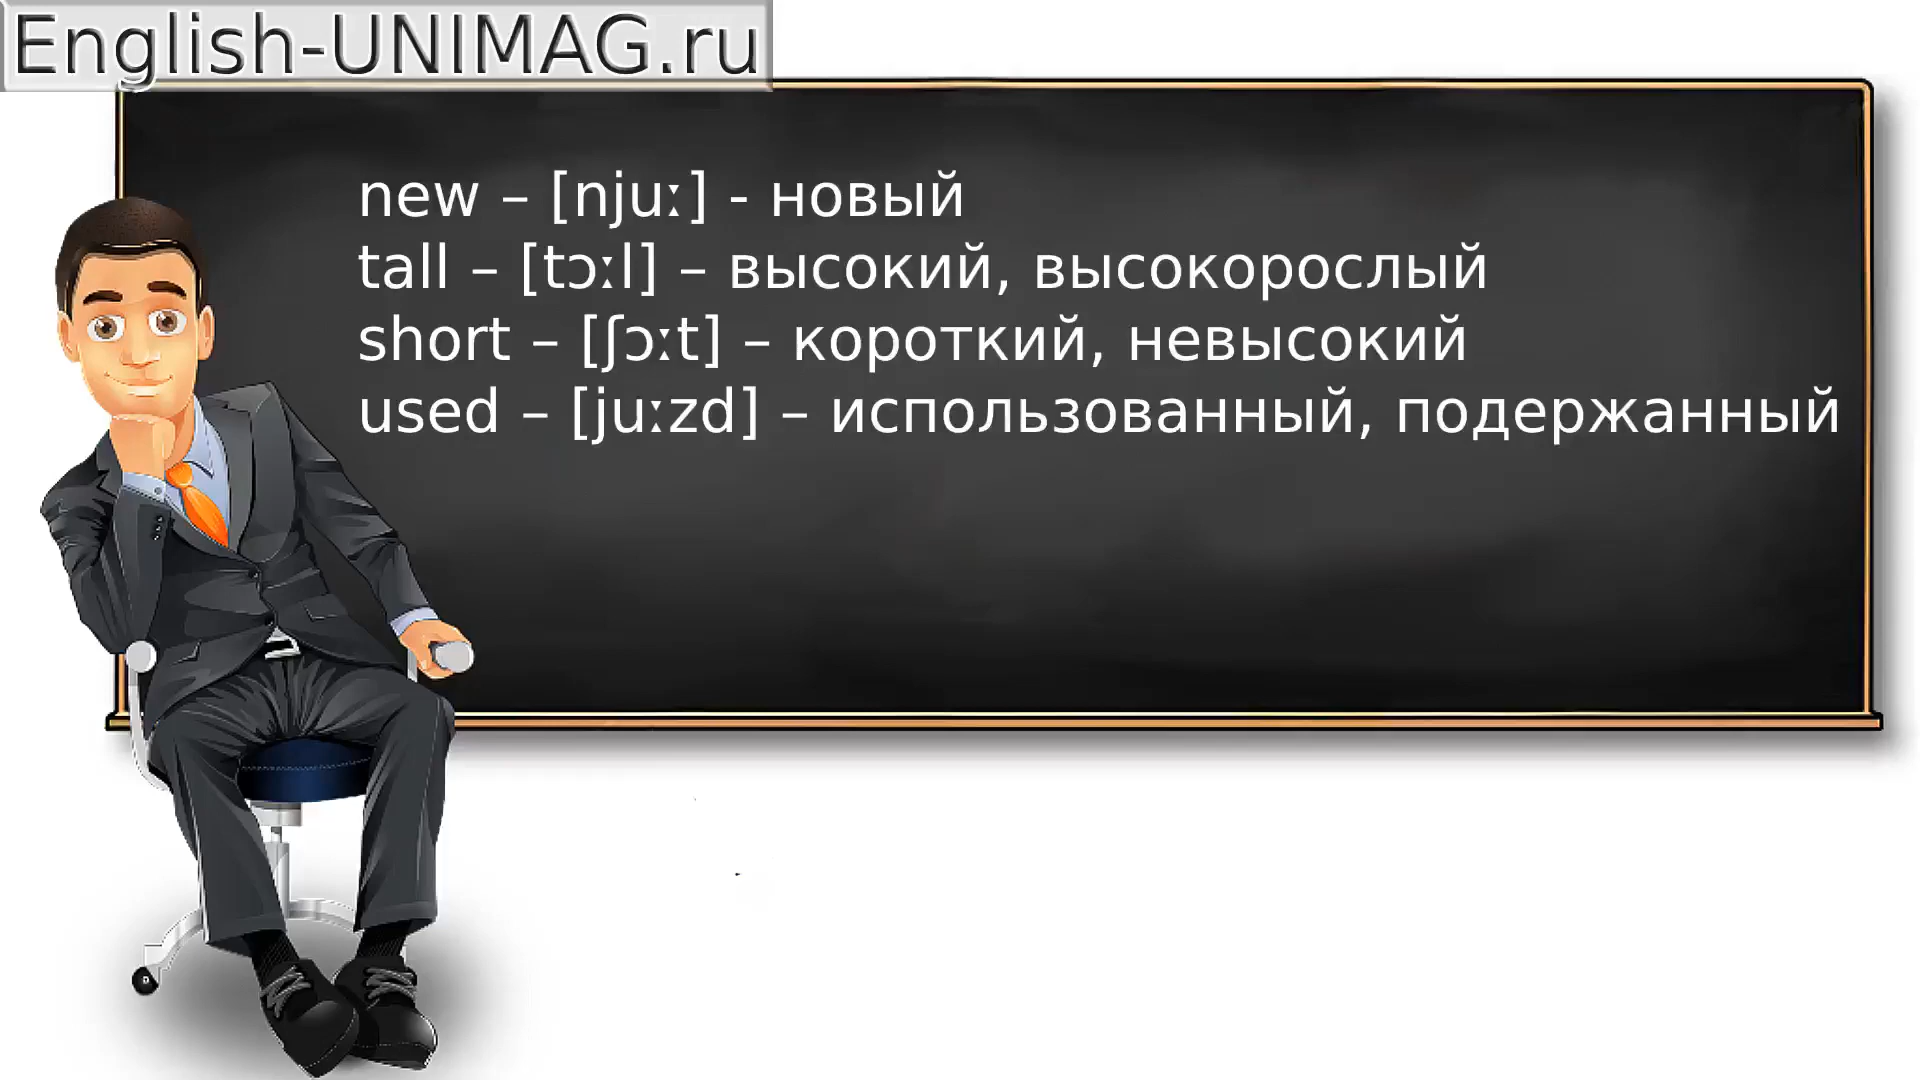 English-UNIMAG.ru
new – [njuː] - новый
tall – [tɔːl] – высокий, высокорослый
short – [ʃɔːt] – короткий, невысокий
used – [juːzd] – использованный, подержанный